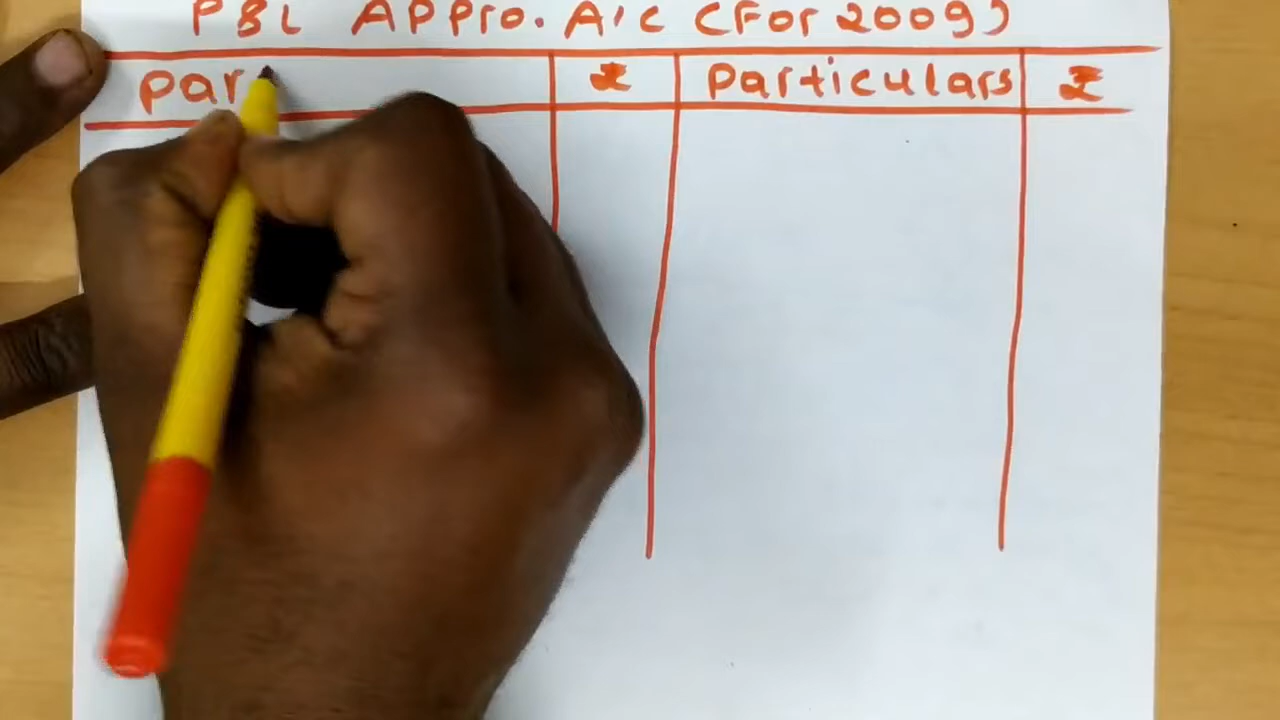 P&L APPro. A/C (For 2009)
par ₹ particulars ₹